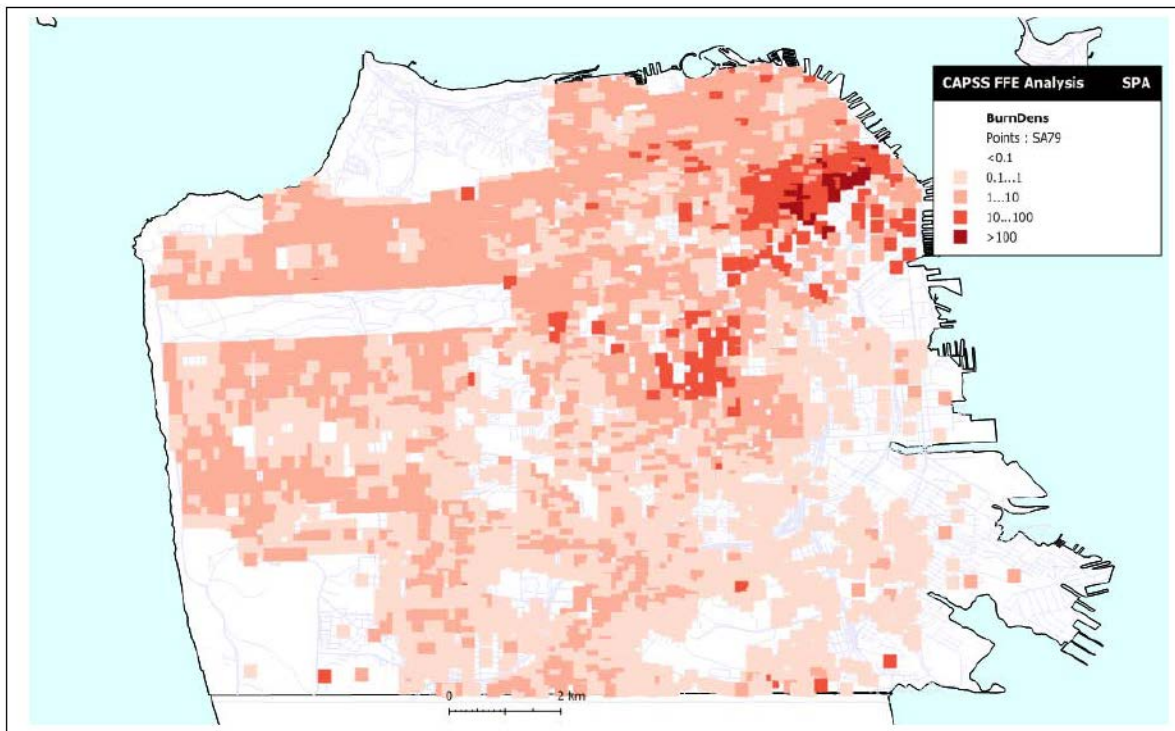 CAPSS FFE Analysis SPA
BurnDens
Points : SA79
<0.1
0.1...1
1...10
10...100
>100
0 2 km